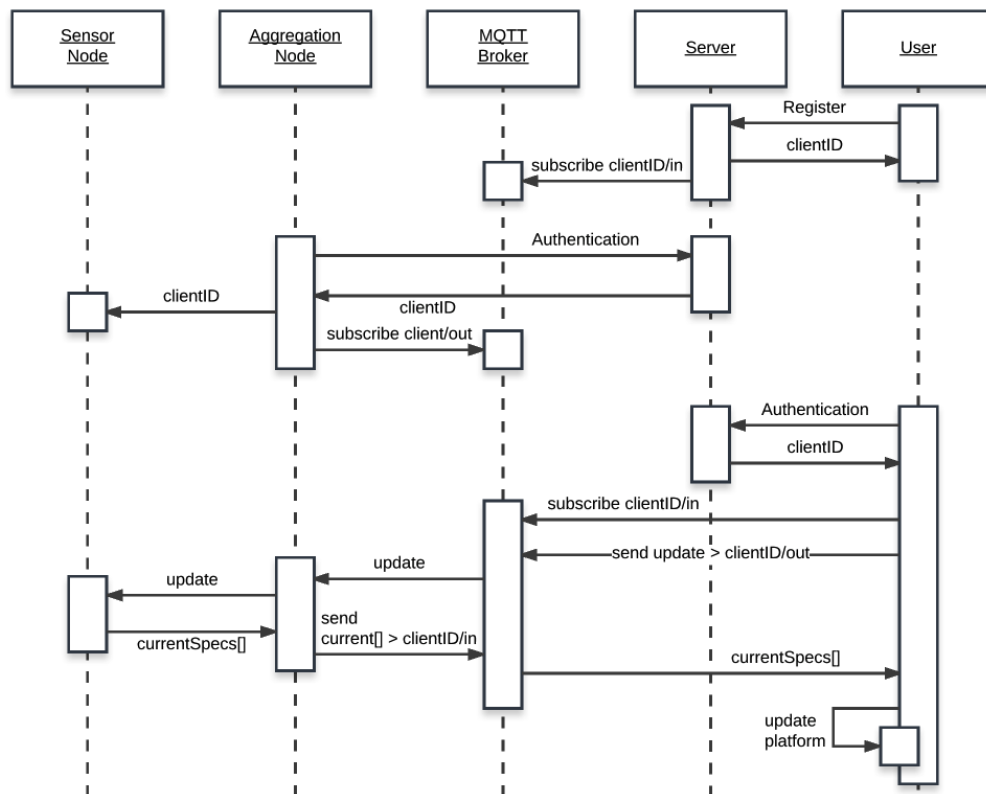 Sensor
Node
Aggregation
Node
MQTT
Broker
Server
User
Register
clientID
subscribe clientID/in
Authentication
clientID
clientID
subscribe client/out
Authentication
clientID
subscribe clientID/in
send update > clientID/out
update
update
send
current[] > clientID/in
currentSpecs[]
currentSpecs[]
update
platform